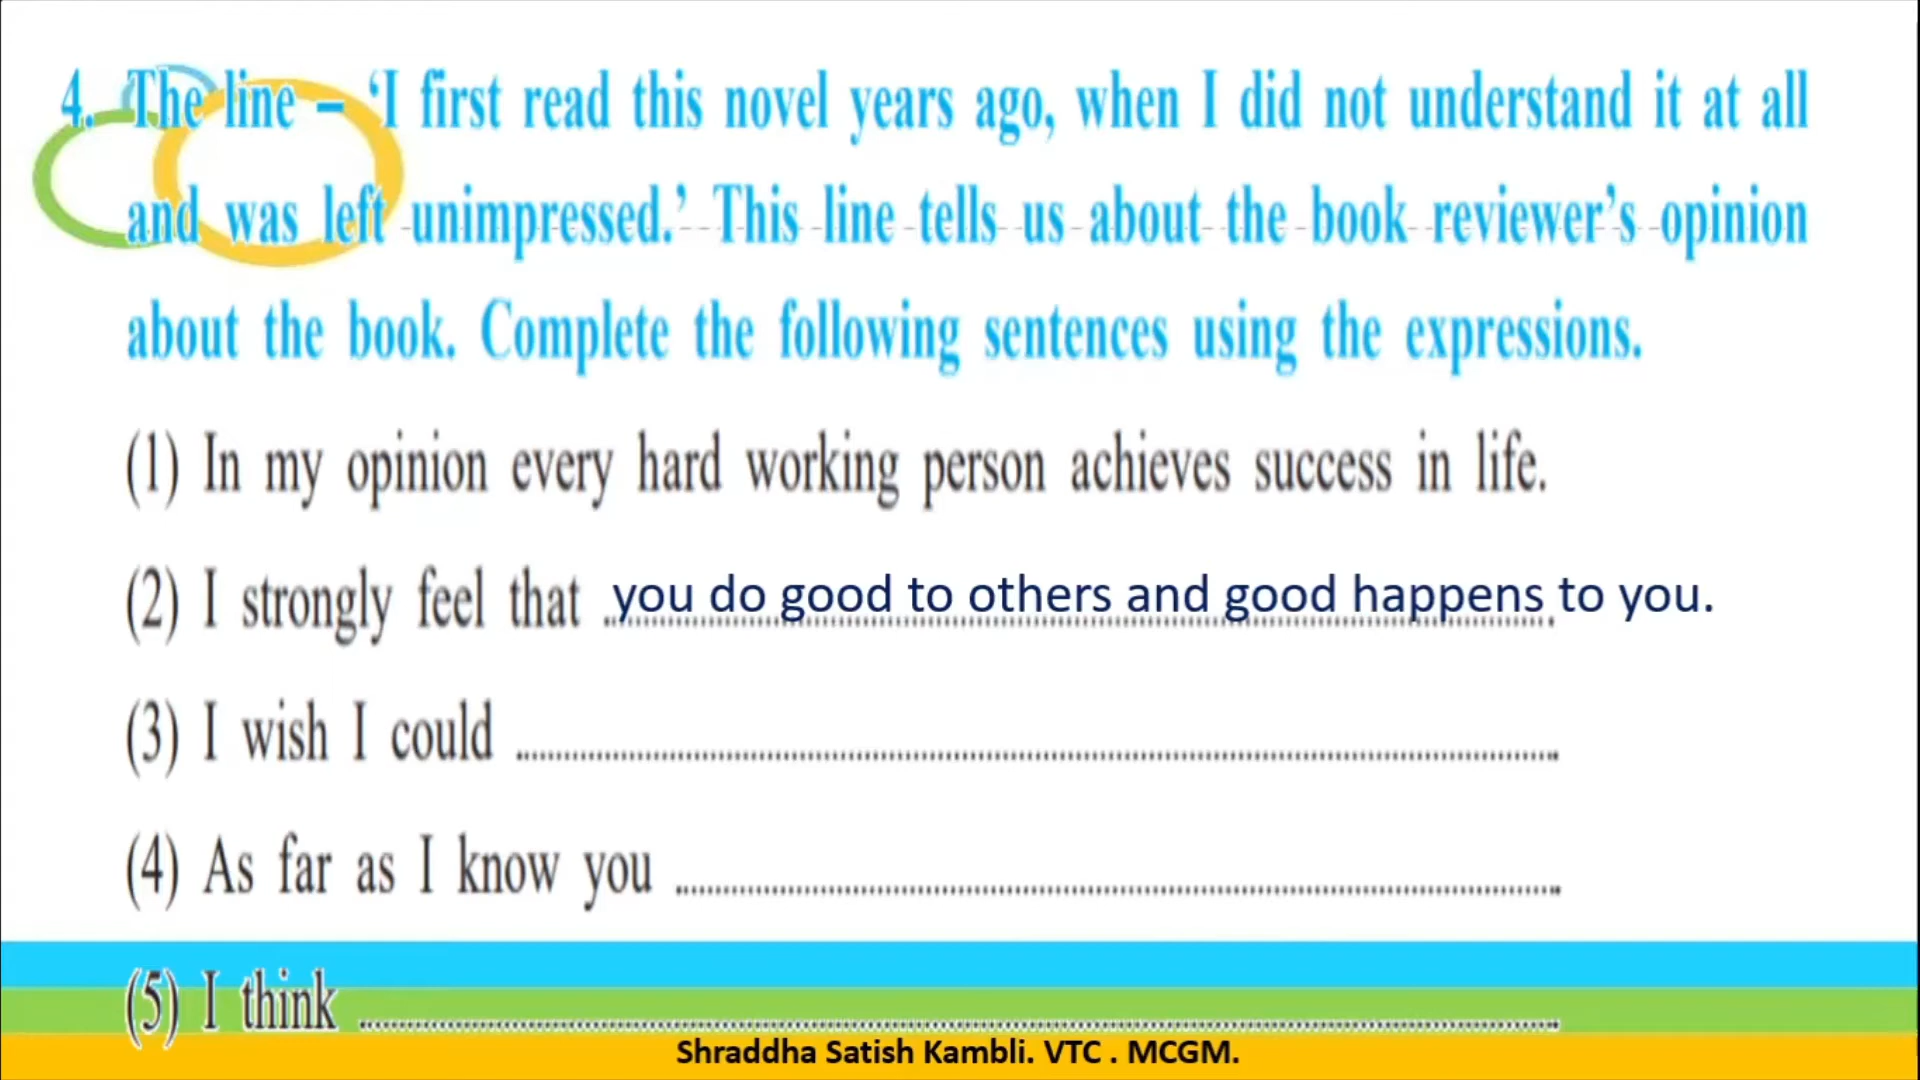 4. The line – ‘I first read this novel years ago, when I did not understand it at all
and was left unimpressed.’ This line tells us about the book reviewer’s opinion
about the book. Complete the following sentences using the expressions.
(1) In my opinion every hard working person achieves success in life.
(2) I strongly feel that you do good to others and good happens to you.
(3) I wish I could ........................................
(4) As far as I know you ........................................
(5) I think ........................................
Shraddha Satish Kambli. VTC . MCGM.